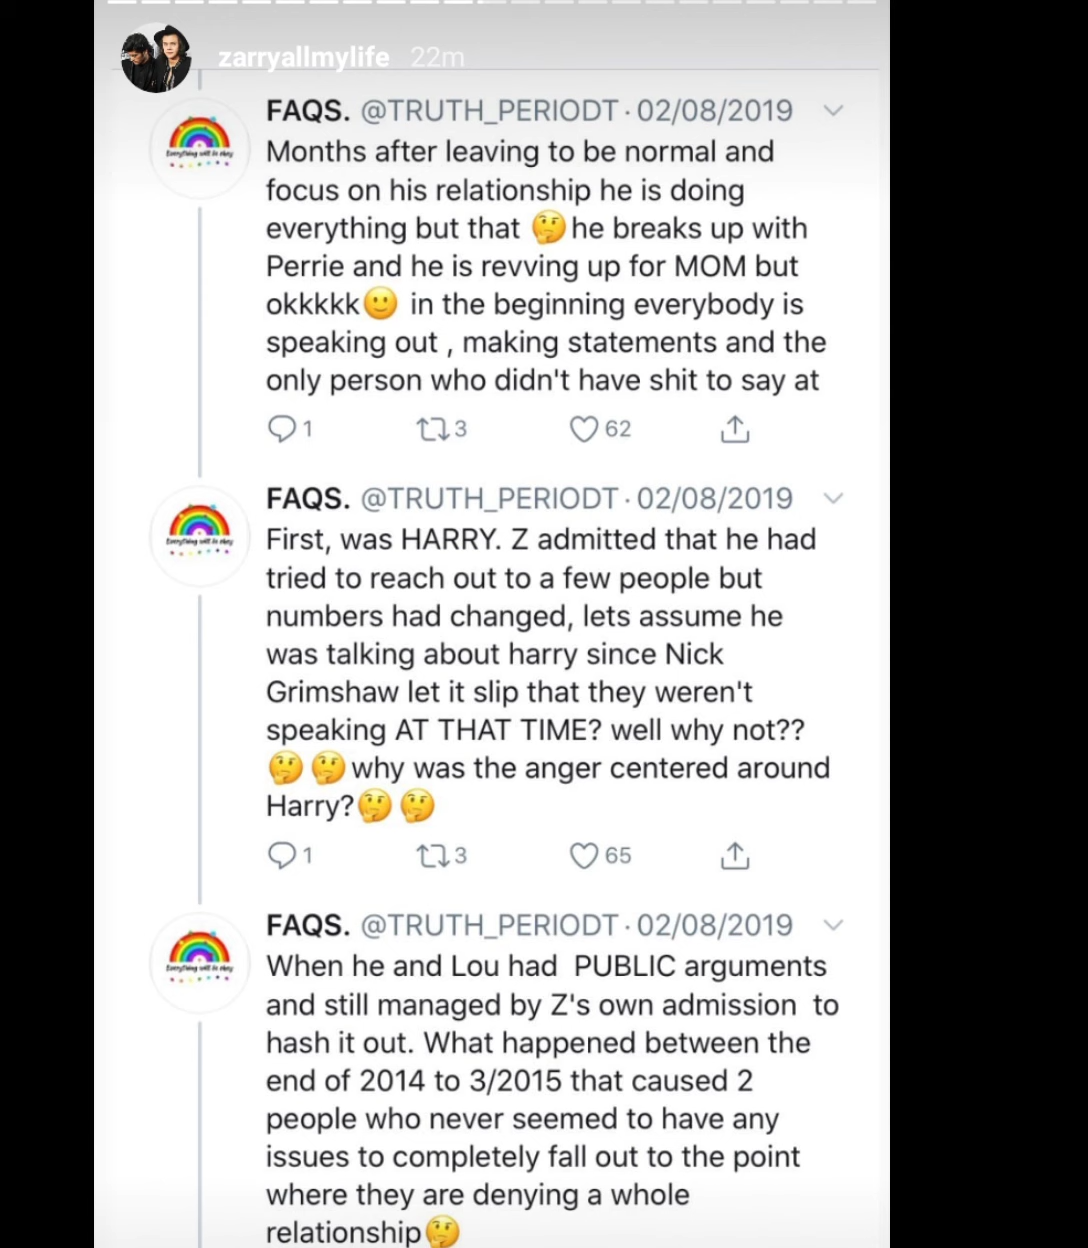 zarryallmylife 22m
FAQS. @TRUTH_PERIODT · 02/08/2019
Months after leaving to be normal and
focus on his relationship he is doing
everything but that 🤔 he breaks up with
Perrie and he is revving up for MOM but
okkkkk🙂 in the beginning everybody is
speaking out , making statements and the
only person who didn't have shit to say at
1 3 62
FAQS. @TRUTH_PERIODT · 02/08/2019
First, was HARRY. Z admitted that he had
tried to reach out to a few people but
numbers had changed, lets assume he
was talking about harry since Nick
Grimshaw let it slip that they weren't
speaking AT THAT TIME? well why not??
🤔 🤔 why was the anger centered around
Harry?🤔 🤔
1 3 65
FAQS. @TRUTH_PERIODT · 02/08/2019
When he and Lou had  PUBLIC arguments
and still managed by Z's own admission  to
hash it out. What happened between the
end of 2014 to 3/2015 that caused 2
people who never seemed to have any
issues to completely fall out to the point
where they are denying a whole
relationship🤔